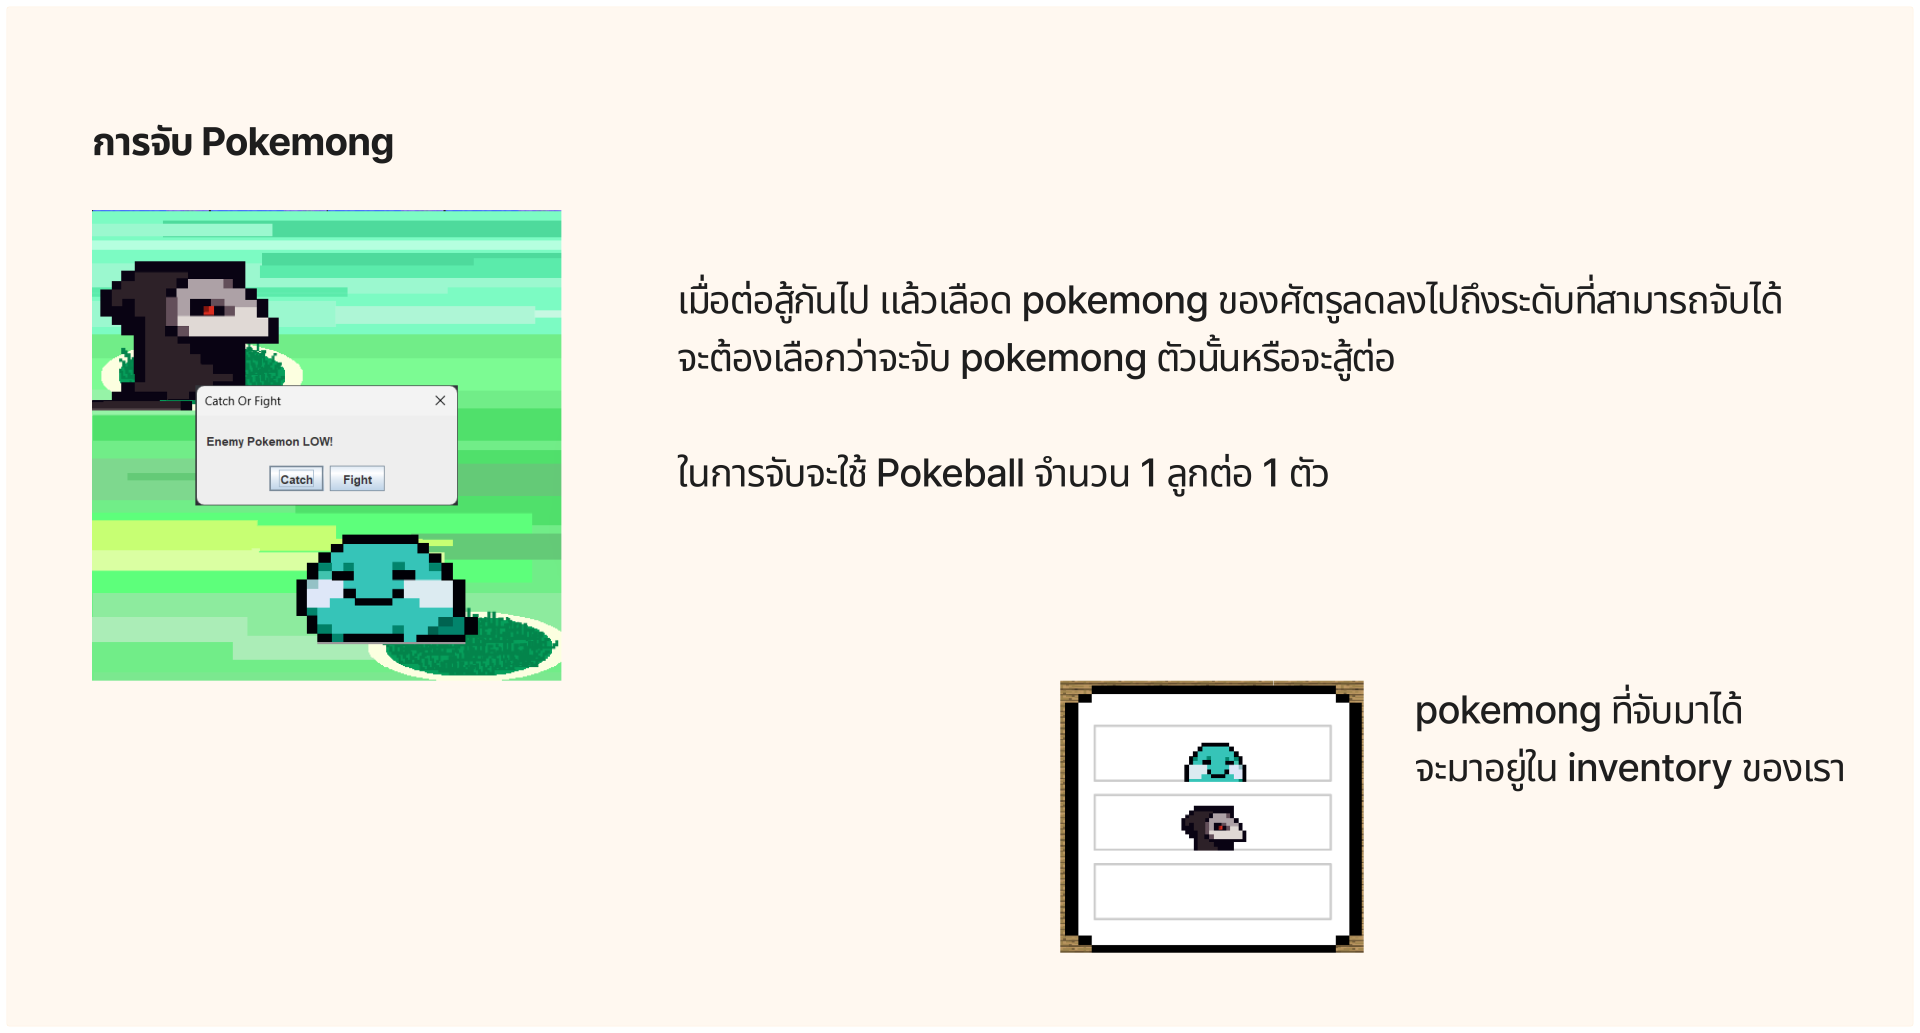 การจับ Pokemong
เมื่อต่อสู้กันไป แล้วเลือด pokemong ของศัตรูลดลงไปถึงระดับที่สามารถจับได้
จะต้องเลือกว่าจะจับ pokemong ตัวนั้นหรือจะสู้ต่อ
ในการจับจะใช้ Pokeball จำนวน 1 ลูกต่อ 1 ตัว
Catch Or Fight
Enemy Pokemon LOW!
Catch Fight
pokemong ที่จับมาได้
จะมาอยู่ใน inventory ของเรา